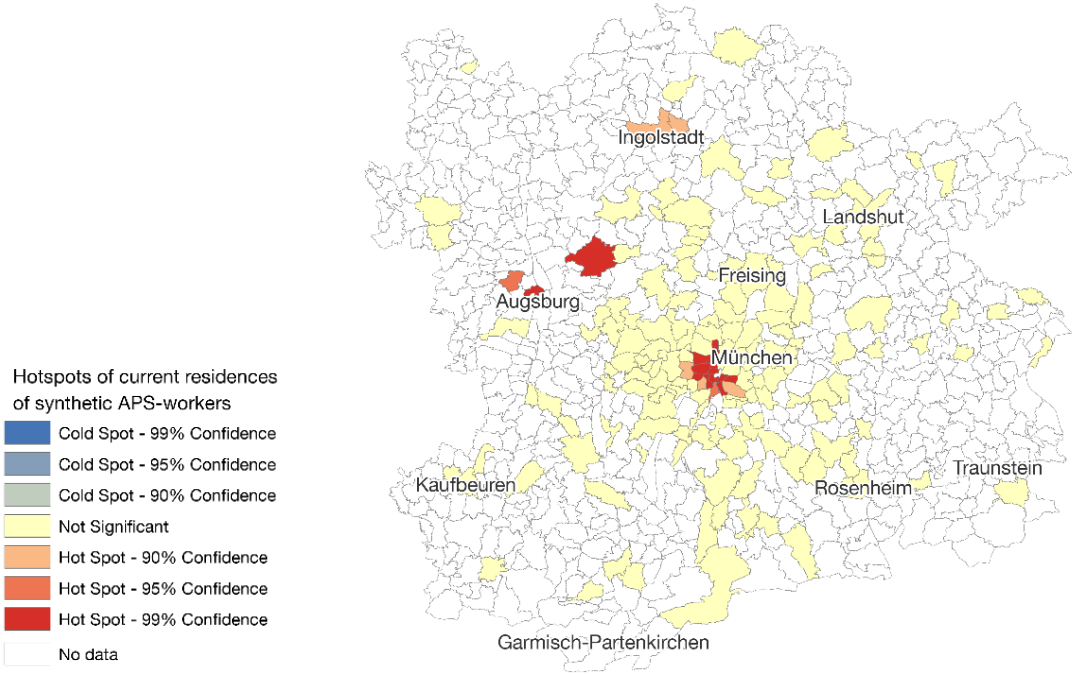 Ingolstadt
Landshut
Freising
Augsburg
München
Hotspots of current residences
of synthetic APS-workers
Cold Spot - 99% Confidence
Cold Spot - 95% Confidence
Cold Spot - 90% Confidence
Not Significant
Hot Spot - 90% Confidence
Hot Spot - 95% Confidence
Hot Spot - 99% Confidence
No data
Traunstein
Kaufbeuren
Rosenheim
Garmisch-Partenkirchen